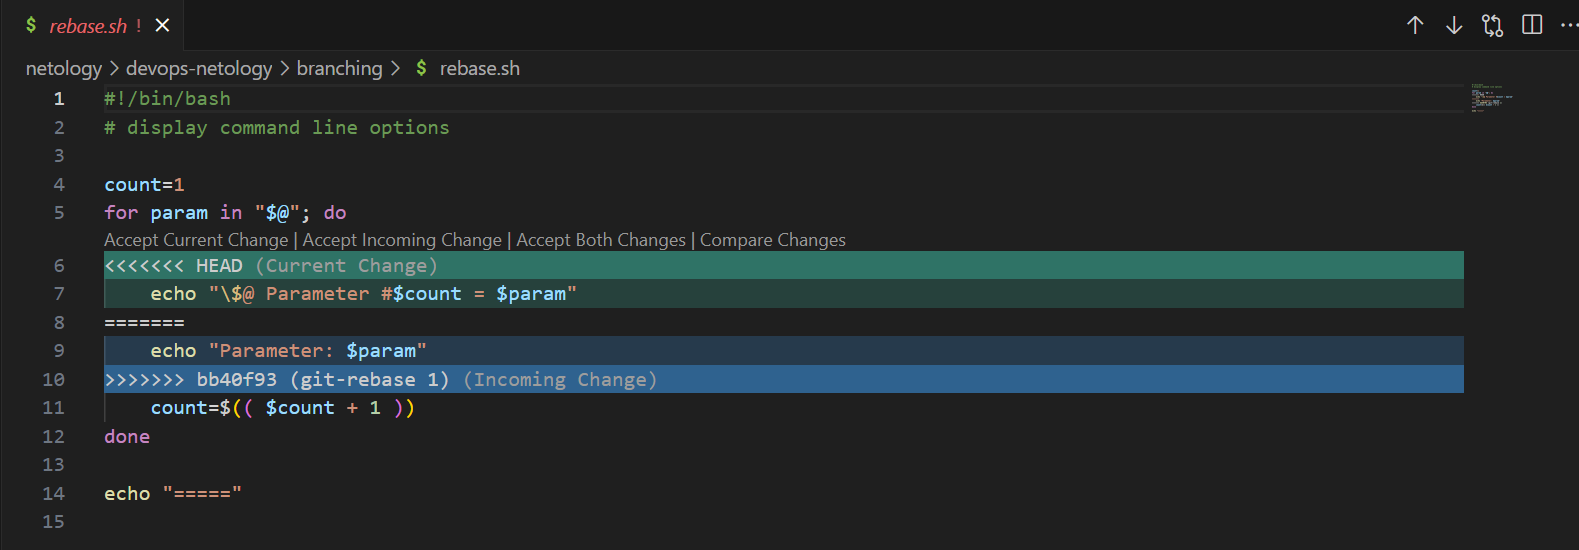 $ rebase.sh ! ×
netology > devops-netology > branching > $ rebase.sh
1 #!/bin/bash
2 # display command line options
3
4 count=1
5 for param in "$@"; do
Accept Current Change | Accept Incoming Change | Accept Both Changes | Compare Changes
6 <<<<<<< HEAD (Current Change)
7     echo "\$@ Parameter #$count = $param"
8 =======
9     echo "Parameter: $param"
10 >>>>>>> bb40f93 (git-rebase 1) (Incoming Change)
11     count=$(( $count + 1 ))
12 done
13
14 echo "====="
15